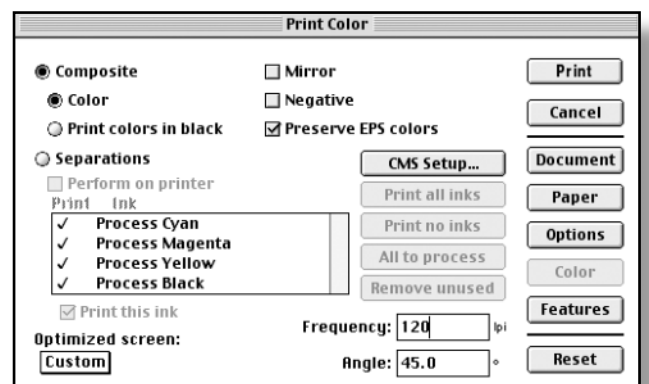 Print Color
Composite
Mirror
Print
Color
Negative
Cancel
Print colors in black
Preserve EPS colors
Separations
CMS Setup...
Document
Perform on printer
Print all inks
Paper
Print Ink
✓ Process Cyan
Print no inks
✓ Process Magenta
Options
✓ Process Yellow
All to process
Color
✓ Process Black
Remove unused
Print this ink
Features
Frequency: 120 lpi
Optimized screen:
Custom
Angle: 45.0 °
Reset